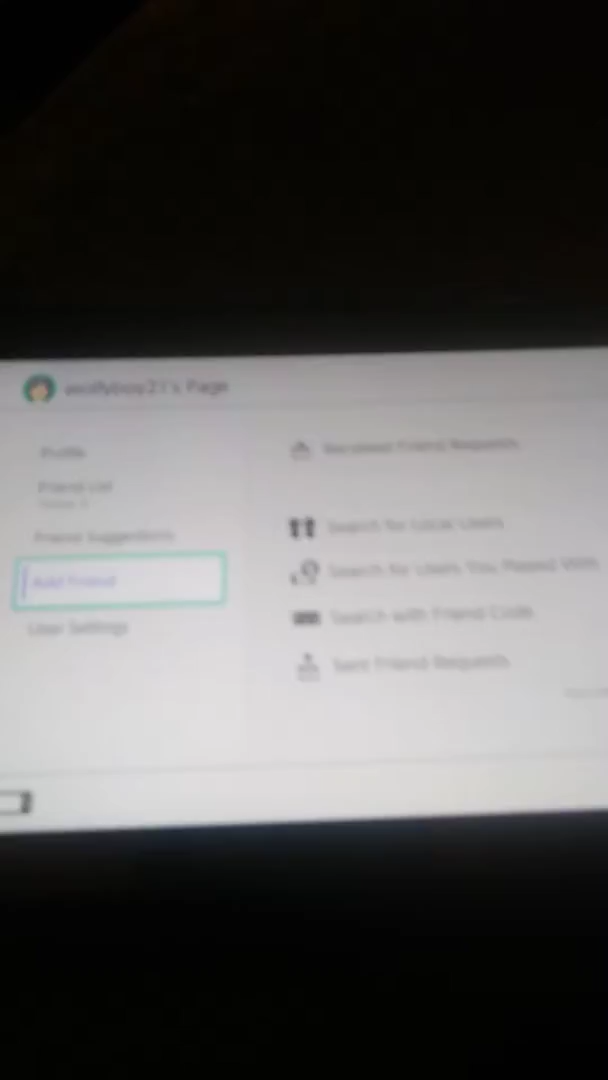 's Page
Profile
Friend List
Friend Suggestions
Add Friend
User Settings
Received Friend Requests
Search for Local Users
Search for Users You Played With
Search with Friend Code
Sent Friend Requests